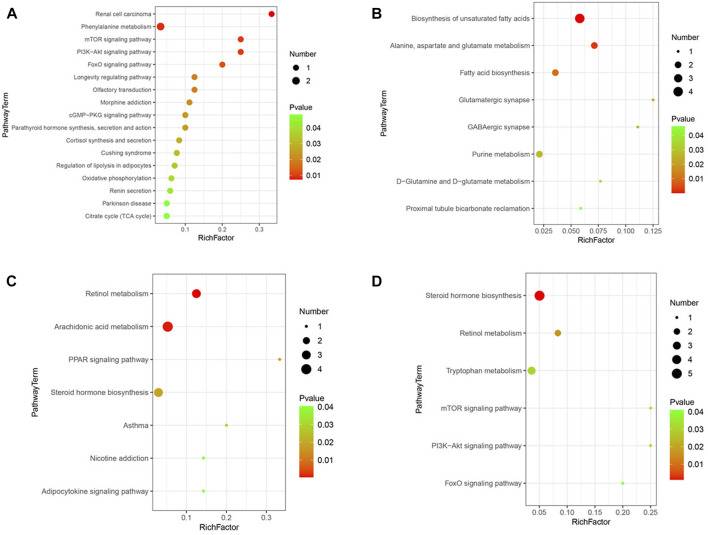 A
Renal cell carcinoma
Phenylalanine metabolism
mTOR signaling pathway
PI3K-Akt signaling pathway
FoxO signaling pathway
Longevity regulating pathway
Olfactory transduction
Morphine addiction
cGMP-PKG signaling pathway
Parathyroid hormone synthesis, secretion and action
Cortisol synthesis and secretion
Cushing syndrome
Regulation of lipolysis in adipocytes
Oxidative phosphorylation
Renin secretion
Parkinson disease
Citrate cycle (TCA cycle)
PathwayTerm
0.1 0.2 0.3
RichFactor
Number
1
2
Pvalue
0.04
0.03
0.02
0.01
B
Biosynthesis of unsaturated fatty acids
Alanine, aspartate and glutamate metabolism
Fatty acid biosynthesis
Glutamatergic synapse
GABAergic synapse
Purine metabolism
D-Glutamine and D-glutamate metabolism
Proximal tubule bicarbonate reclamation
PathwayTerm
0.025 0.050 0.075 0.100 0.125
RichFactor
Number
1
2
3
4
Pvalue
0.04
0.03
0.02
0.01
C
Retinol metabolism
Arachidonic acid metabolism
PPAR signaling pathway
Steroid hormone biosynthesis
Asthma
Nicotine addiction
Adipocytokine signaling pathway
PathwayTerm
0.1 0.2 0.3
RichFactor
Number
1
2
3
4
Pvalue
0.04
0.03
0.02
0.01
D
Steroid hormone biosynthesis
Retinol metabolism
Tryptophan metabolism
mTOR signaling pathway
PI3K-Akt signaling pathway
FoxO signaling pathway
PathwayTerm
0.05 0.10 0.15 0.20 0.25
RichFactor
Number
1
2
3
4
5
Pvalue
0.04
0.03
0.02
0.01